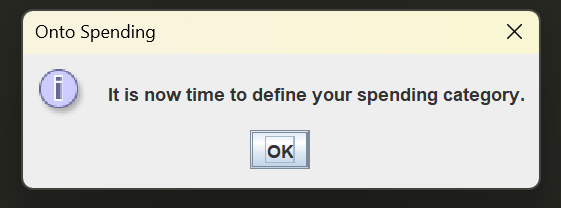 Onto Spending
It is now time to define your spending category.
OK